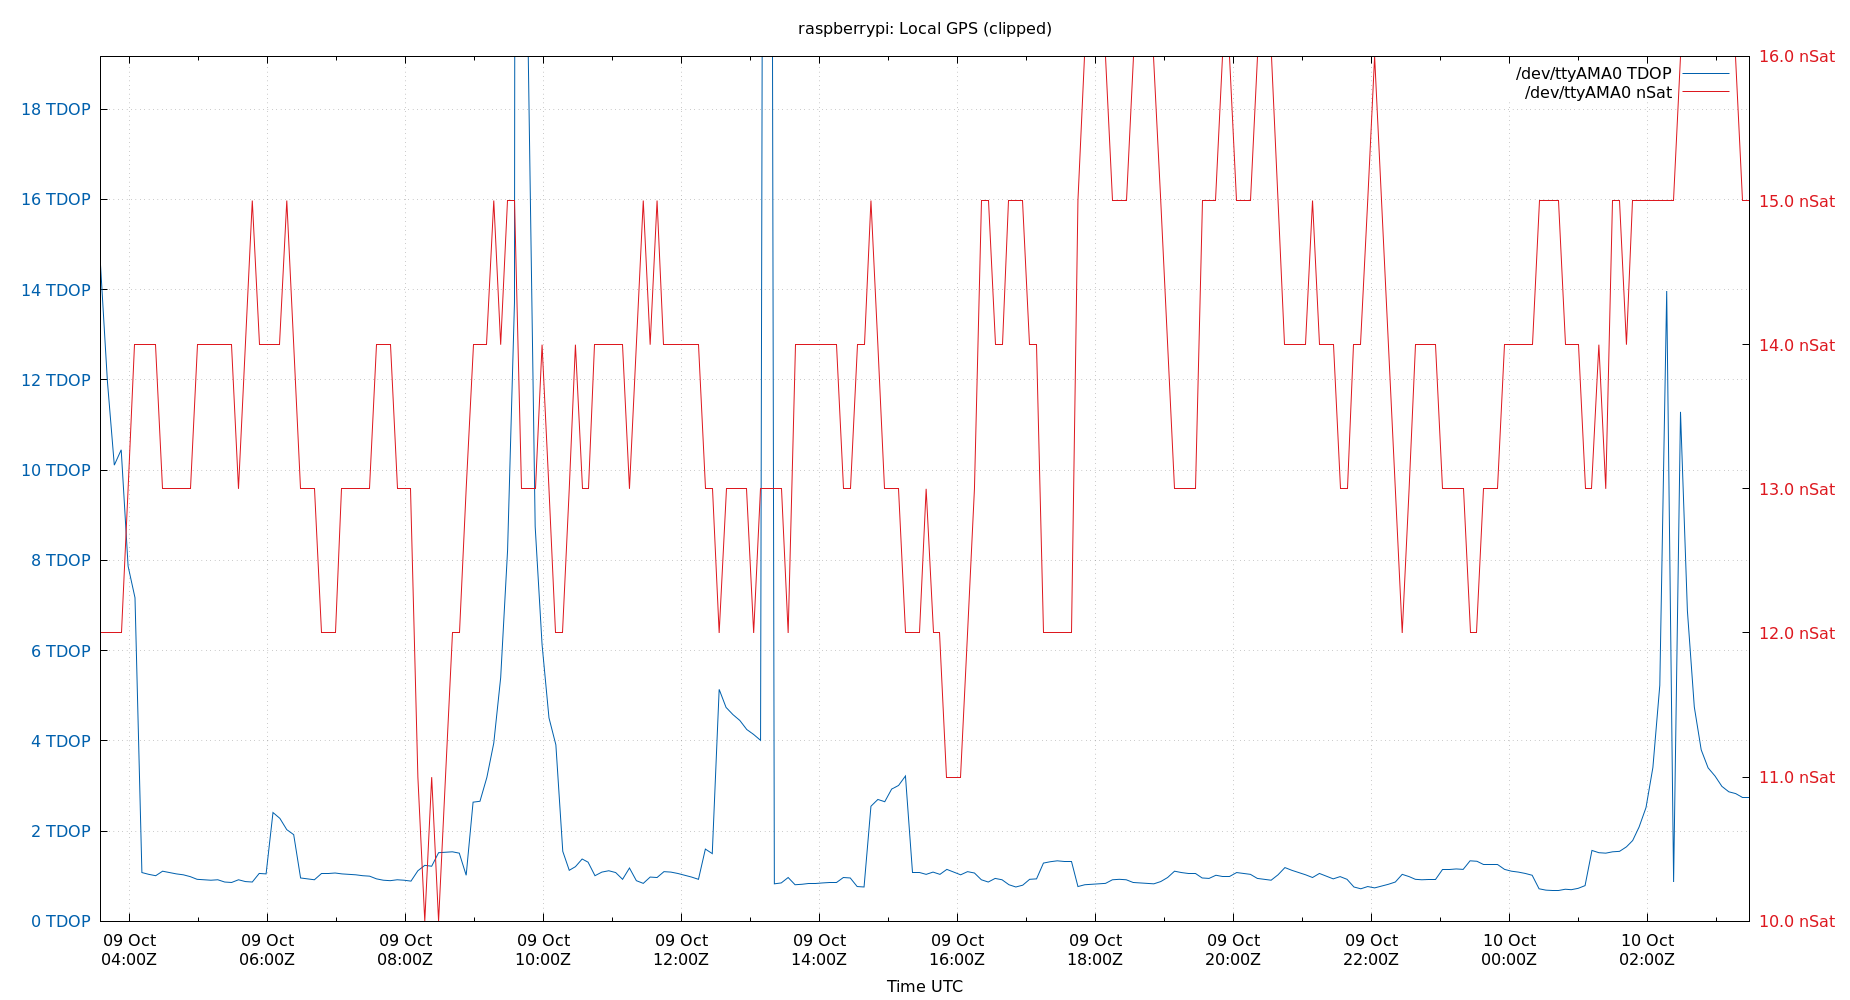 raspberrypi: Local GPS (clipped)
/dev/ttyAMA0 TDOP
/dev/ttyAMA0 nSat
18 TDOP
16 TDOP
14 TDOP
12 TDOP
10 TDOP
8 TDOP
6 TDOP
4 TDOP
2 TDOP
0 TDOP
16.0 nSat
15.0 nSat
14.0 nSat
13.0 nSat
12.0 nSat
11.0 nSat
10.0 nSat
09 Oct
04:00Z
09 Oct
06:00Z
09 Oct
08:00Z
09 Oct
10:00Z
09 Oct
12:00Z
09 Oct
14:00Z
09 Oct
16:00Z
09 Oct
18:00Z
09 Oct
20:00Z
09 Oct
22:00Z
10 Oct
00:00Z
10 Oct
02:00Z
Time UTC